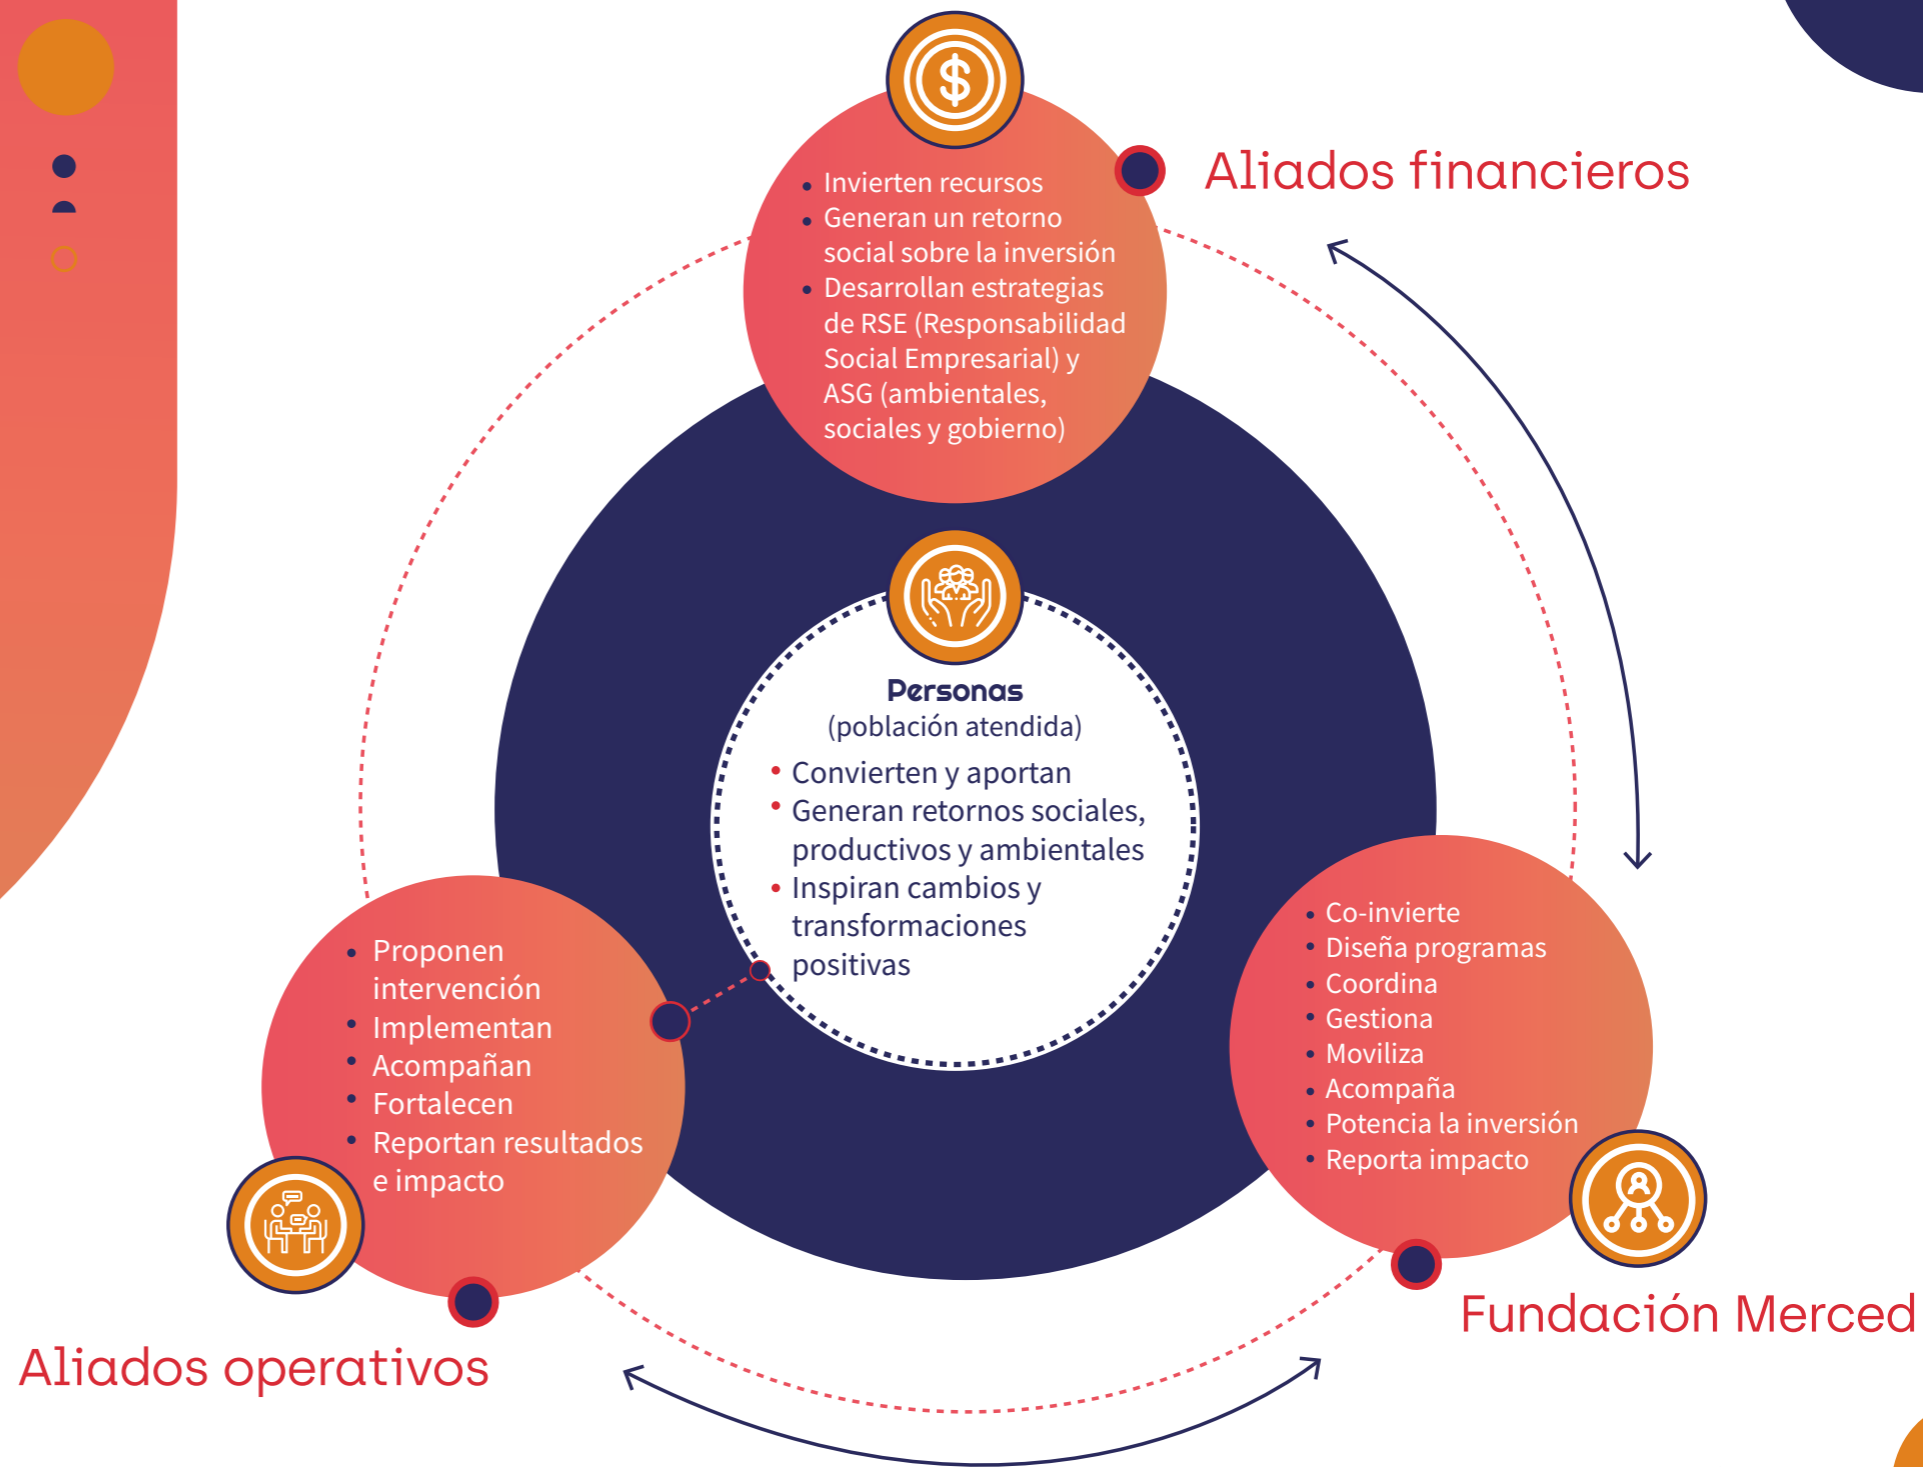 Aliados financieros
Invierten recursos
Generan un retorno
social sobre la inversión
Desarrollan estrategias
de RSE (Responsabilidad
Social Empresarial) y
ASG (ambientales,
sociales y gobierno)
Personas
(población atendida)
Convierten y aportan
Generan retornos sociales,
productivos y ambientales
Inspiran cambios y
transformaciones
positivas
Proponen
intervención
Implementan
Acompañan
Fortalecen
Reportan resultados
e impacto
Aliados operativos
Co-invierte
Diseña programas
Coordina
Gestiona
Moviliza
Acompaña
Potencia la inversión
Reporta impacto
Fundación Merced